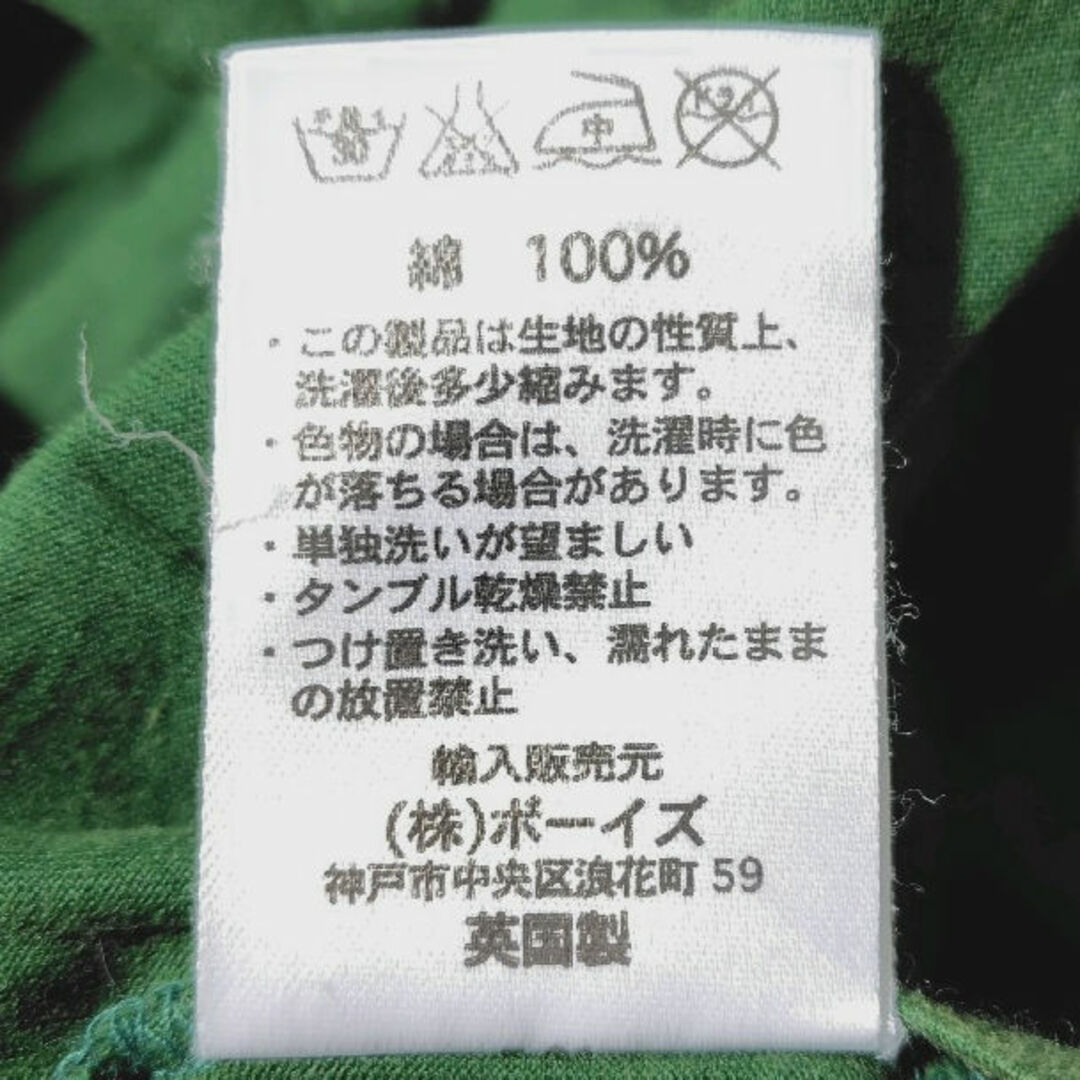 30
中
綿 100%
・この製品は生地の性質上、
洗濯後多少縮みます。
・色物の場合は、洗濯時に色
が落ちる場合があります。
・単独洗いが望ましい
・タンブル乾燥禁止
・つけ置き洗い、濡れたまま
の放置禁止
輸入販売元
(株)ボーイズ
神戸市中央区浪花町 59
英国製